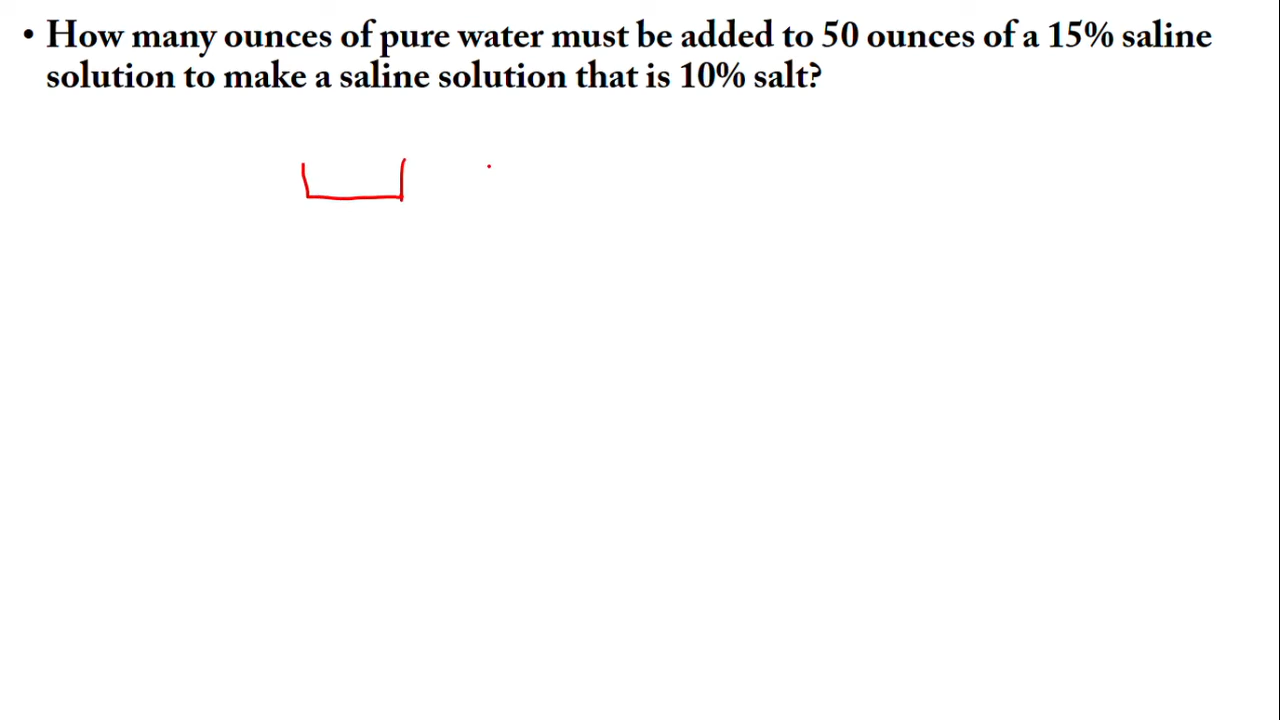 • How many ounces of pure water must be added to 50 ounces of a 15% saline
solution to make a saline solution that is 10% salt?